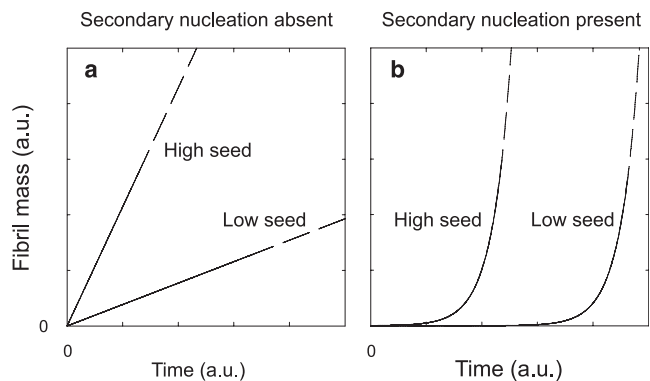 Secondary nucleation absent
Secondary nucleation present
a
High seed
Low seed
Fibril mass (a.u.)
0
0
Time (a.u.)
b
High seed
Low seed
0
Time (a.u.)